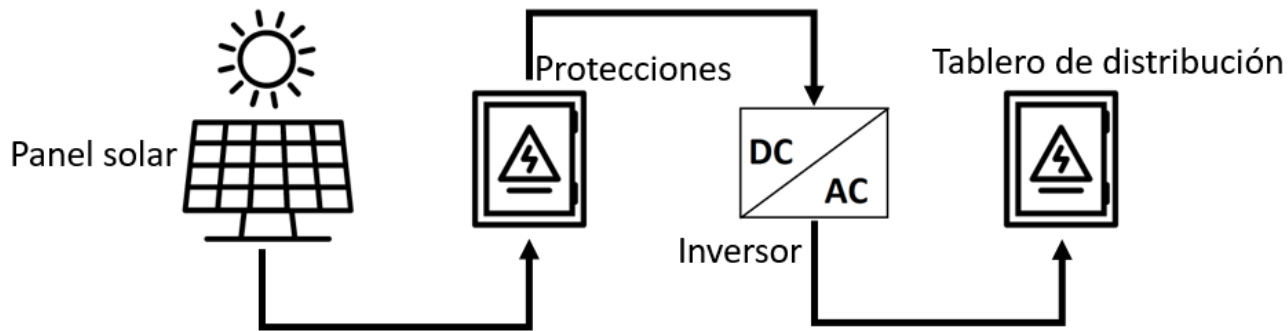 Panel solar
Protecciones
DC
AC
Inversor
Tablero de distribución